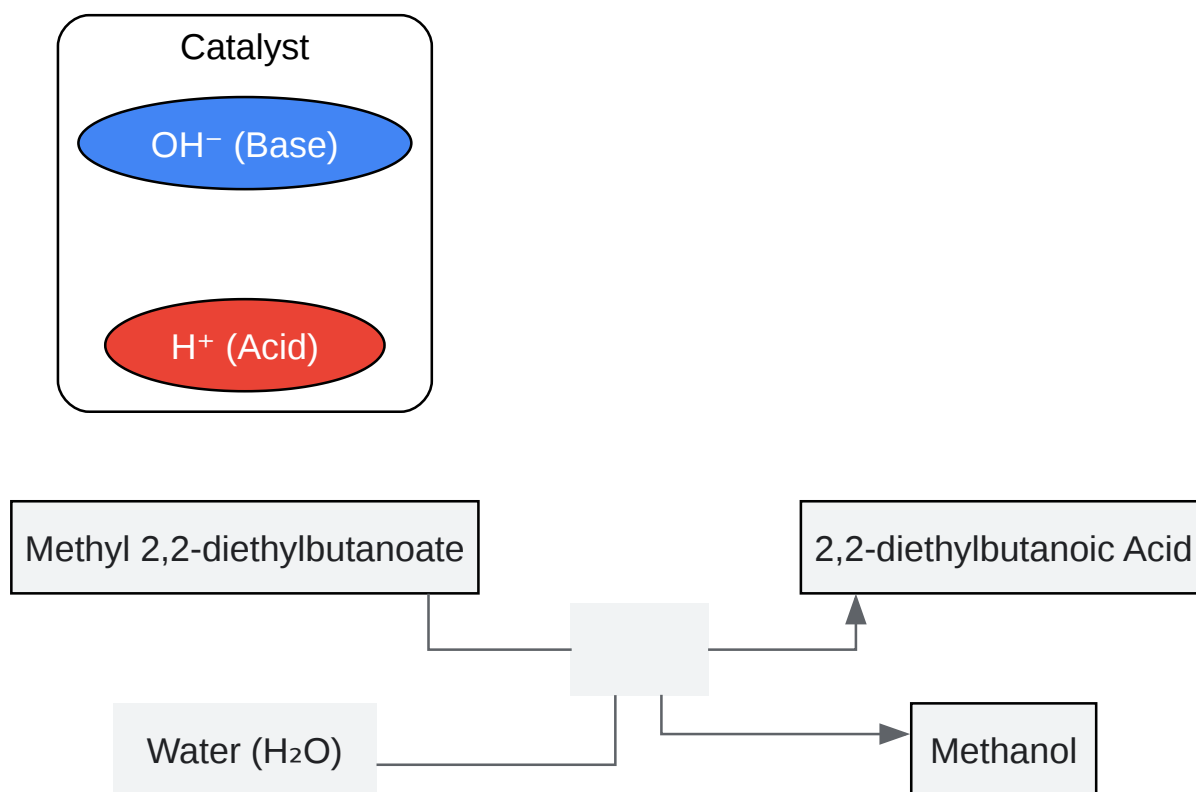 Catalyst
OH⁻ (Base)
H⁺ (Acid)
Methyl 2,2-diethylbutanoate
2,2-diethylbutanoic Acid
Water (H₂O)
Methanol